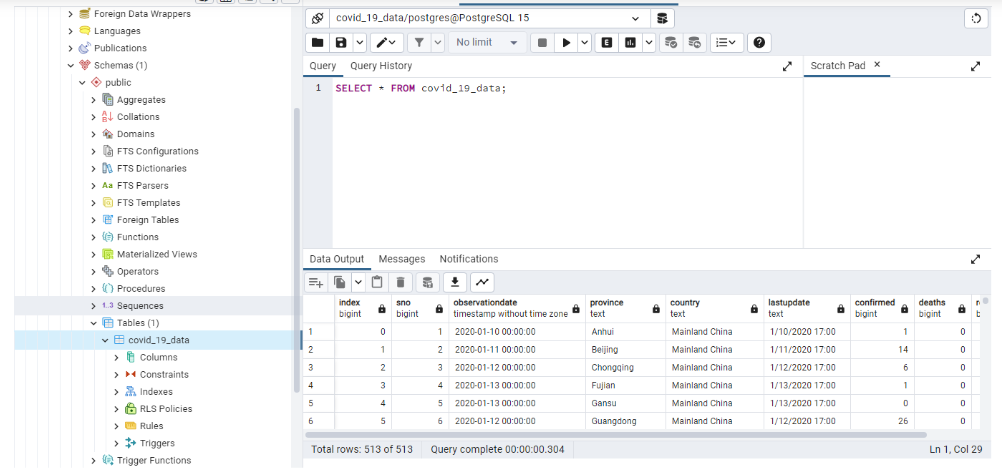 Foreign Data Wrappers
Languages
Publications
Schemas (1)
public
Aggregates
Collations
Domains
FTS Configurations
FTS Dictionaries
Aa FTS Parsers
FTS Templates
Foreign Tables
Functions
Materialized Views
Operators
Procedures
1.3 Sequences
Tables (1)
covid_19_data
Columns
Constraints
Indexes
RLS Policies
Rules
Triggers
Trigger Functions
covid_19_data/postgres@PostgreSQL 15
No limit
E
Query Query History
Scratch Pad
1 SELECT * FROM covid_19_data;
Data Output Messages Notifications
index sno observationdate province country lastupdate confirmed deaths
bigint bigint timestamp without time zone text text text bigint bigint
1 0 1 2020-01-10 00:00:00 Anhui Mainland China 1/10/2020 17:00 1 0
2 1 2 2020-01-11 00:00:00 Beijing Mainland China 1/11/2020 17:00 14 0
3 2 3 2020-01-12 00:00:00 Chongqing Mainland China 1/12/2020 17:00 6 0
4 3 4 2020-01-13 00:00:00 Fujian Mainland China 1/13/2020 17:00 1 0
5 4 5 2020-01-13 00:00:00 Gansu Mainland China 1/13/2020 17:00 0 0
6 5 6 2020-01-12 00:00:00 Guangdong Mainland China 1/12/2020 17:00 26 0
Total rows: 513 of 513 Query complete 00:00:00.304 Ln 1, Col 29